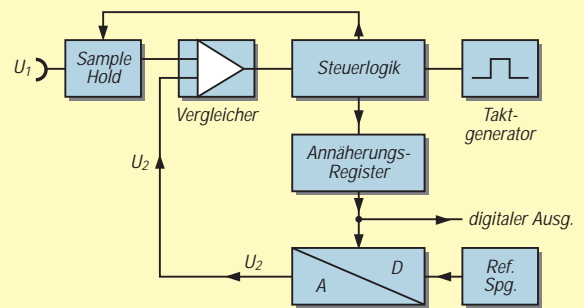 U1
Sample
Hold
Vergleicher
Steuerlogik
Takt-
generator
Annäherungs-
Register
U2
digitaler Ausg.
U2
A
D
Ref.
Spg.